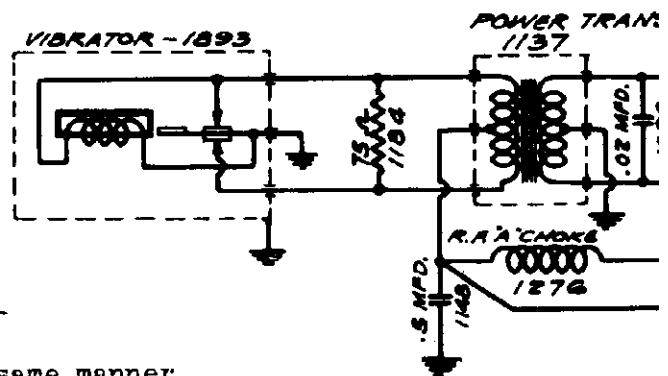 POWER TRANS
VIBRATOR - 1893
1137
75 Ω
1184
.02 MFD.
R.F. "A" CHOKE
1276
.5 MFD.
1148
same manner